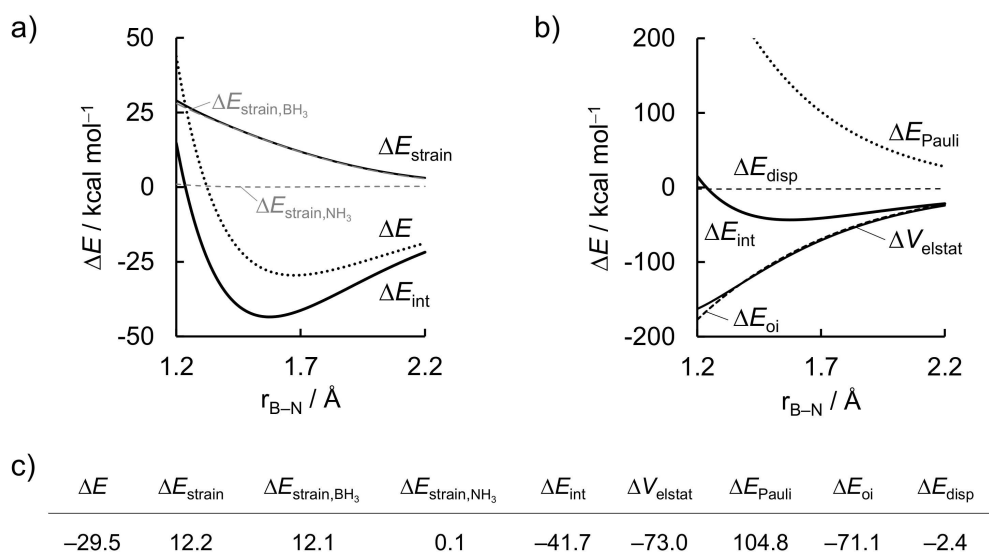 a)
50
25
0
-25
-50
ΔE / kcal mol⁻¹
ΔE_strain,BH₃
ΔE_strain
ΔE_strain,NH₃
ΔE
ΔE_int
1.2 1.7 2.2
r_B–N / Å
b)
200
100
0
-100
-200
ΔE / kcal mol⁻¹
ΔE_Pauli
ΔE_disp
ΔE_int
ΔV_elstat
ΔE_oi
1.2 1.7 2.2
r_B–N / Å
c)
ΔE ΔE_strain ΔE_strain,BH₃ ΔE_strain,NH₃ ΔE_int ΔV_elstat ΔE_Pauli ΔE_oi ΔE_disp
–29.5 12.2 12.1 0.1 –41.7 –73.0 104.8 –71.1 –2.4